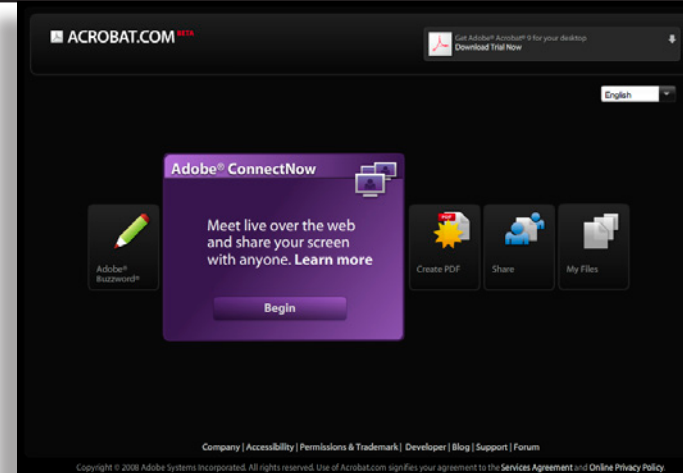 ACROBAT.COM BETA
Get Adobe® Acrobat® 9 for your desktop
Download Trial Now
English
Adobe® ConnectNow
Meet live over the web
and share your screen
with anyone. Learn more
Begin
Adobe®
Buzzword®
PDF
Create PDF
Share
My Files
Company | Accessibility | Permissions & Trademark | Developer | Blog | Support | Forum
Copyright © 2008 Adobe Systems Incorporated. All rights reserved. Use of Acrobat.com signifies your agreement to the Services Agreement and Online Privacy Policy.